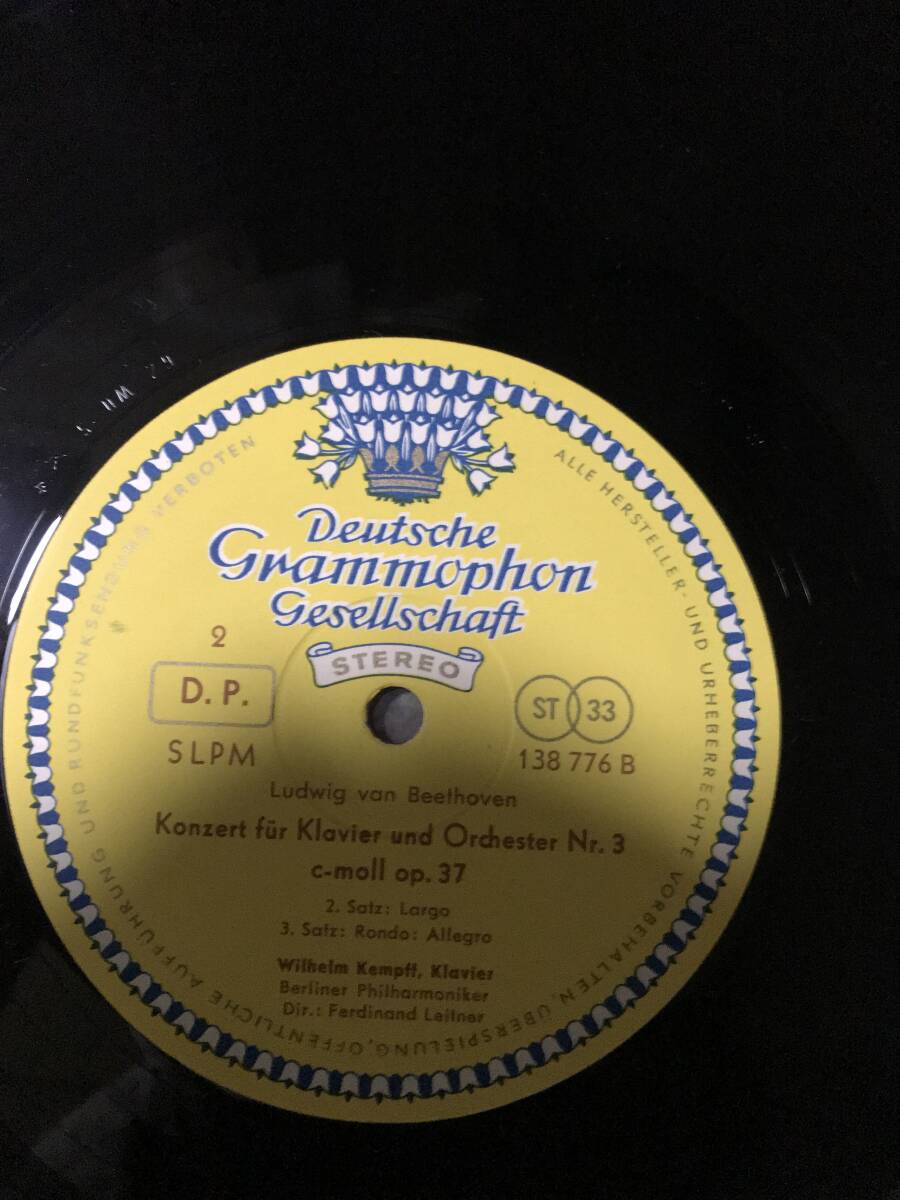 Deutsche
Grammophon
Gesellschaft
STEREO
2
D. P.
SLPM
ST 33
138 776 B
Ludwig van Beethoven
Konzert für Klavier und Orchester Nr. 3
c-moll op. 37
2. Satz: Largo
3. Satz: Rondo: Allegro
Wilhelm Kempff, Klavier
Berliner Philharmoniker
Dir.: Ferdinand Leitner
ALLE HERSTELLER- UND URHEBERRECHTE VORBEHALTEN, ÜBERSPIELUNG, ÖFFENTLICHE AUFFÜHRUNG UND RUNDFUNKSENDUNG VERBOTEN